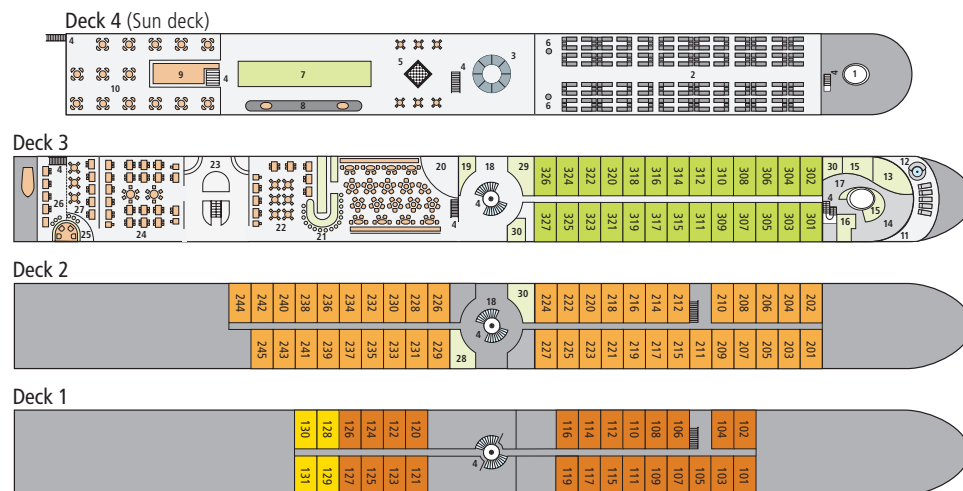 Deck 4 (Sun deck)
4 9 4 10 7 8 5 4 3 6 6 2 4 1
Deck 3
4 26 27 25 24 23 22 21 20 4 19 18 4 29 30
326 324 322 320 318 316 314 312 310 308 306 304 302
327 323 321 319 317 315 311 309 307 305 303 301
30 15 13 12 17 4 15 16 14 11
Deck 2
244 242 240 238 236 234 232 230 228 226 18 30 224 222 220 218 216 214 212 210 208 206 204 202
245 243 241 239 237 235 233 231 229 28 4 227 225 223 221 219 217 215 211 209 207 205 203 201
Deck 1
130 128 126 124 122 120 116 114 112 110 108 106 104 102
131 129 127 125 123 121 4 119 117 115 111 109 107 105 103 101